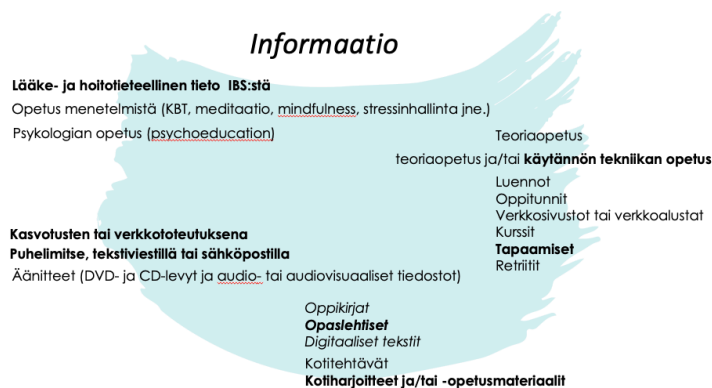 Informaatio
Lääke- ja hoitotieteellinen tieto IBS:stä
Opetus menetelmistä (KBT, meditaatio, mindfulness, stressinhallinta jne.)
Psykologian opetus (psychoeducation)
Teoriaopetus
teoriaopetus ja/tai käytännön tekniikan opetus
Luennot
Oppitunnit
Verkkosivustot tai verkkoalustat
Kurssit
Tapaamiset
Retriitit
Kasvotusten tai verkkototeutuksena
Puhelimitse, tekstiviestillä tai sähköpostilla
Äänitteet (DVD- ja CD-levyt ja audio- tai audiovisuaaliset tiedostot)
Oppikirjat
Opaslehtiset
Digitaaliset tekstit
Kotitehtävät
Kotiharjoitteet ja/tai -opetusmateriaalit